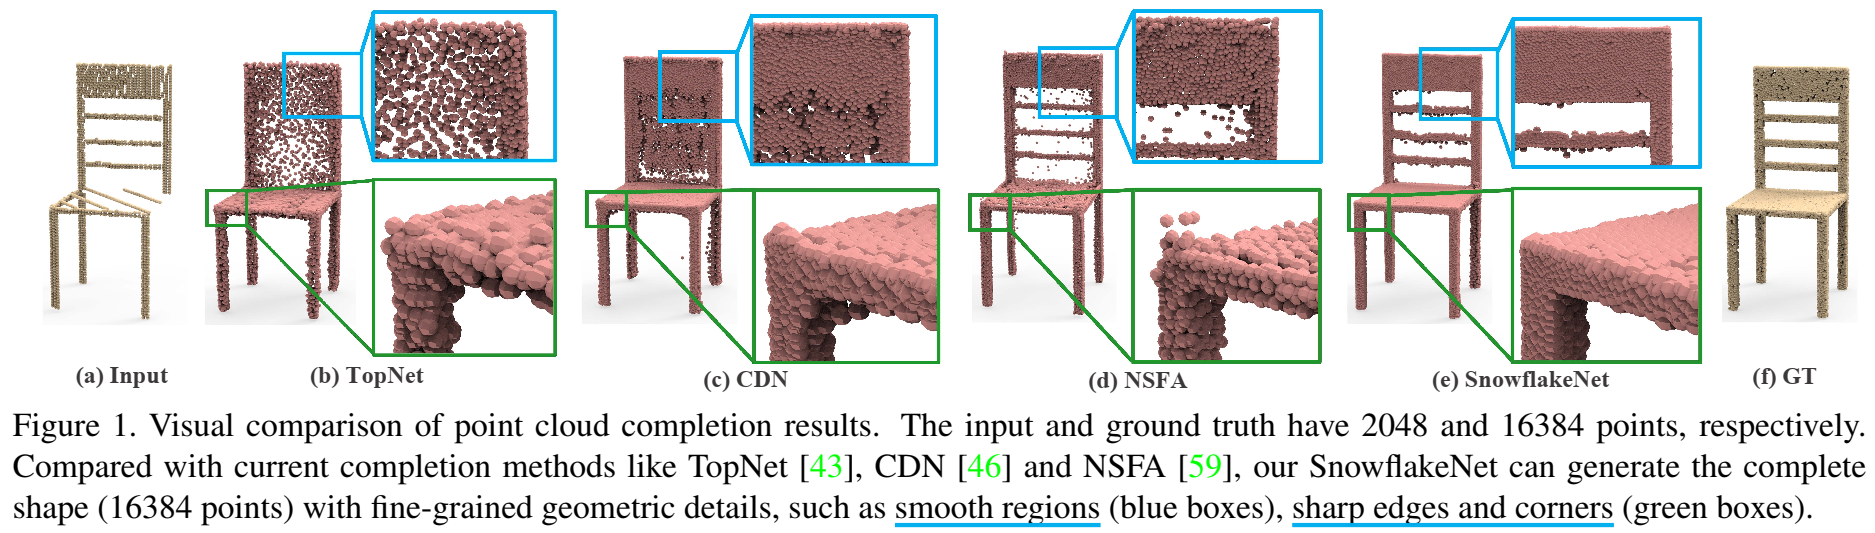 (a) Input
(b) TopNet
(c) CDN
(d) NSFA
(e) SnowflakeNet
(f) GT
Figure 1. Visual comparison of point cloud completion results. The input and ground truth have 2048 and 16384 points, respectively.
Compared with current completion methods like TopNet [43], CDN [46] and NSFA [59], our SnowflakeNet can generate the complete
shape (16384 points) with fine-grained geometric details, such as smooth regions (blue boxes), sharp edges and corners (green boxes).